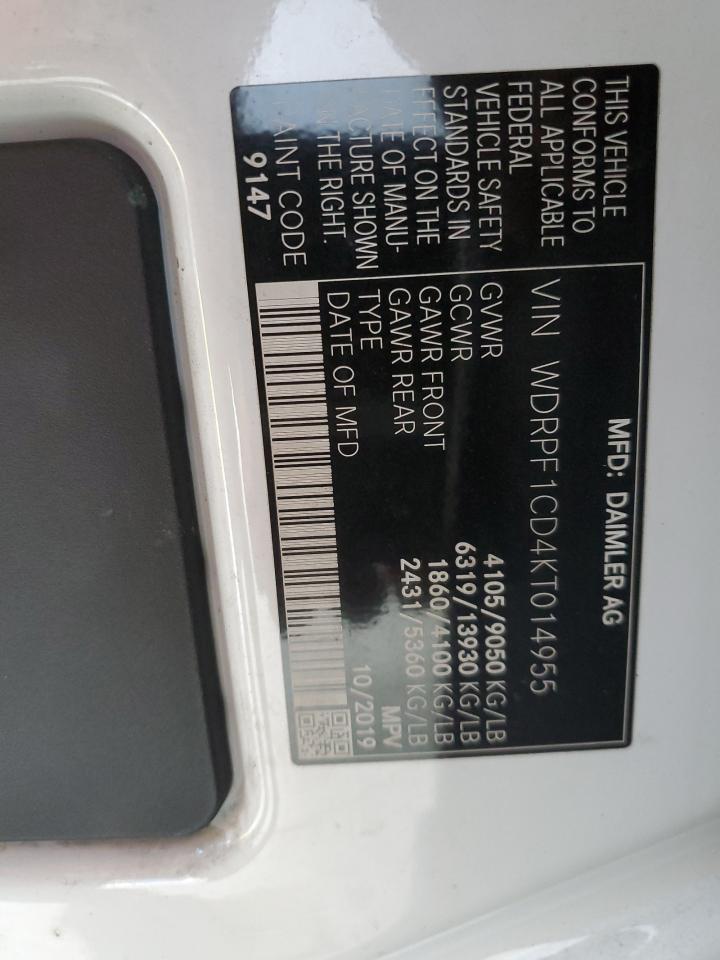 MFD: DAIMLER AG
THIS VEHICLE
CONFORMS TO
ALL APPLICABLE
FEDERAL
VEHICLE SAFETY
STANDARDS IN
EFFECT ON THE
DATE OF MANU-
FACTURE SHOWN
IN THE RIGHT.
PAINT CODE
9147
VIN WDRPF1CD4KT014955
GVWR 4105/9050 KG/LB
GCWR 6319/13930 KG/LB
GAWR FRONT 1860/4100 KG/LB
GAWR REAR 2431/5360 KG/LB
TYPE MPV
DATE OF MFD 10/2019